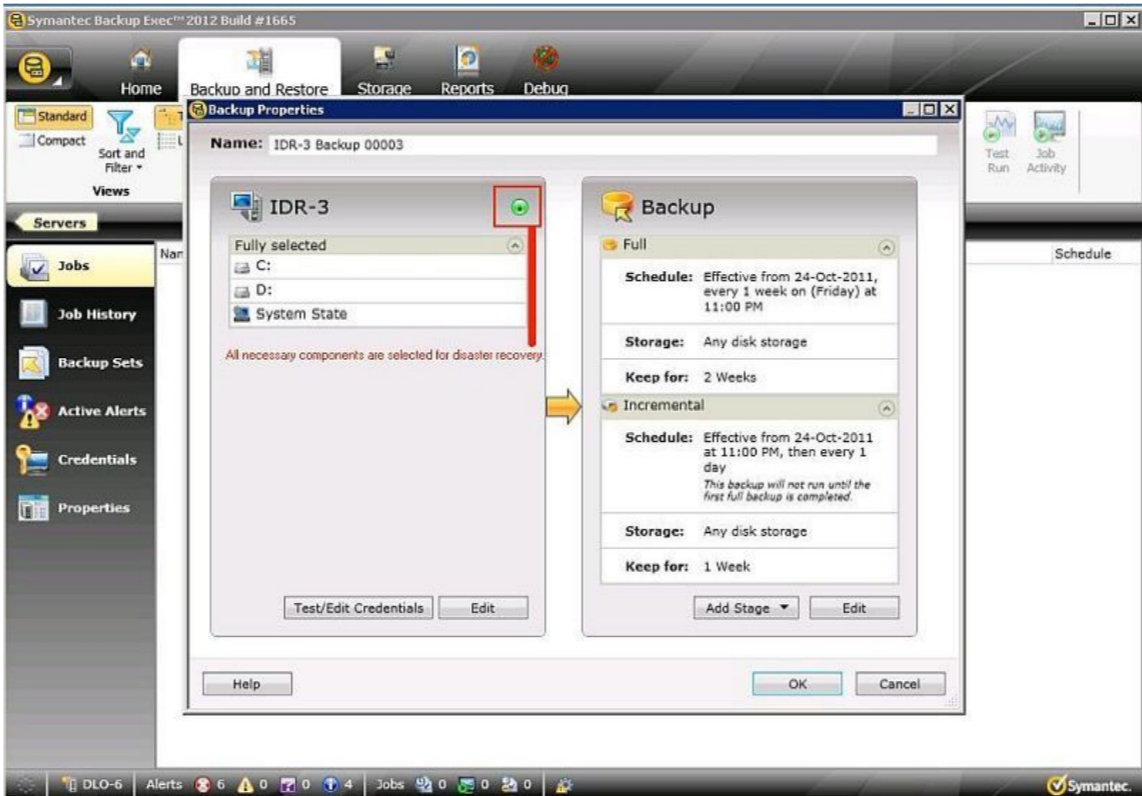 Symantec Backup Exec™ 2012 Build #1665
Home
Backup and Restore
Storage
Reports
Debug
Standard
Compact
Sort and
Filter
Views
Test
Run
Job
Activity
Servers
Jobs
Job History
Backup Sets
Active Alerts
Credentials
Properties
Schedule
Backup Properties
Name: IDR-3 Backup 00003
IDR-3
Fully selected
C:
D:
System State
All necessary components are selected for disaster recovery.
Test/Edit Credentials
Edit
Backup
Full
Schedule: Effective from 24-Oct-2011,
every 1 week on (Friday) at
11:00 PM
Storage: Any disk storage
Keep for: 2 Weeks
Incremental
Schedule: Effective from 24-Oct-2011
at 11:00 PM, then every 1
day
This backup will not run until the
first full backup is completed.
Storage: Any disk storage
Keep for: 1 Week
Add Stage
Edit
Help
OK
Cancel
DLO-6 Alerts 6 0 0 4 Jobs 0 0 0
Symantec.